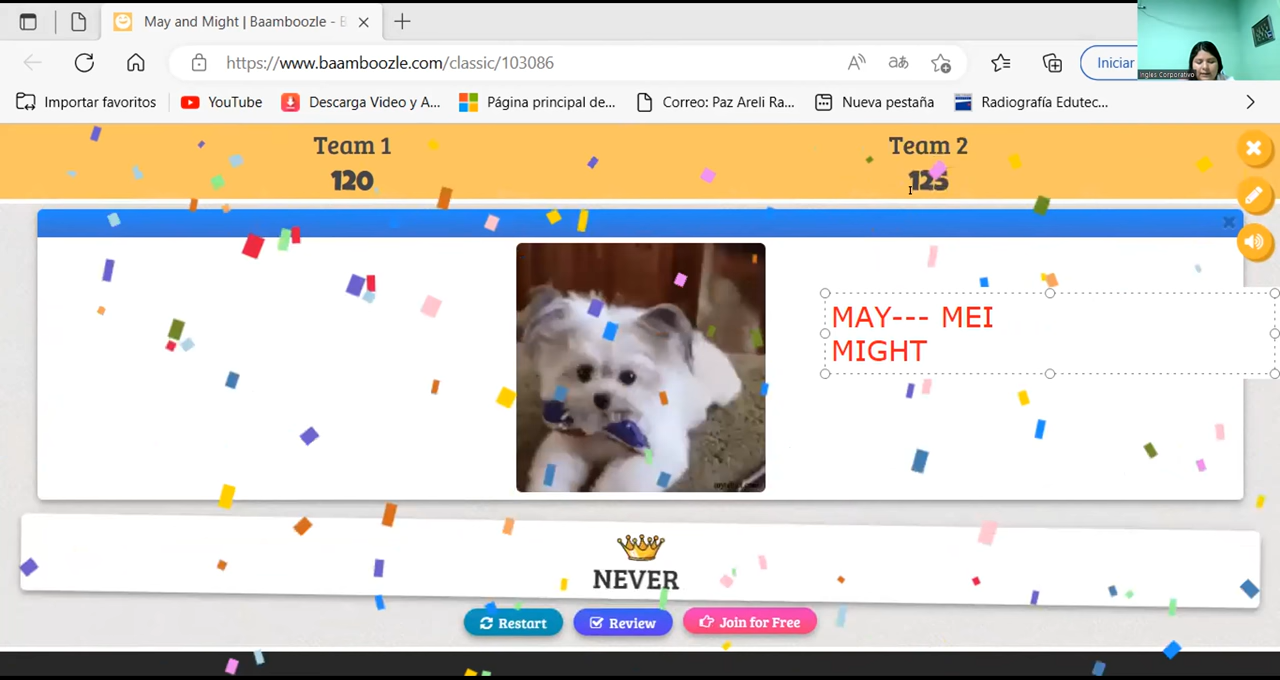 May and Might | Baamboozle - B
https://www.baamboozle.com/classic/103086
Iniciar
Ingles Corporativo
Importar favoritos
YouTube
Descarga Video y A...
Página principal de...
Correo: Paz Areli Ra...
Nueva pestaña
Radiografía Edutec...
Team 1
120
Team 2
125
MAY--- MEI
MIGHT
NEVER
Restart
Review
Join for Free